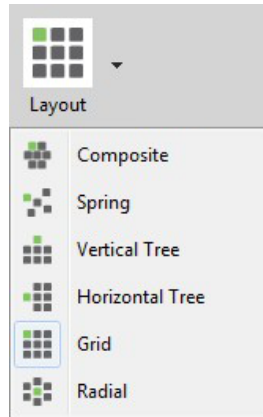 Layout
Composite
Spring
Vertical Tree
Horizontal Tree
Grid
Radial